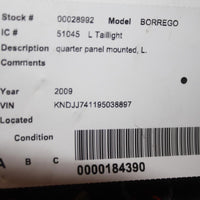 Stock # 00028992 Model BORREGO
IC # 51045 L Taillight
Description quarter panel mounted, L.
Comments
Year 2009
VIN KNDJJ741195038897
Located
Condition
A B C 0000184390